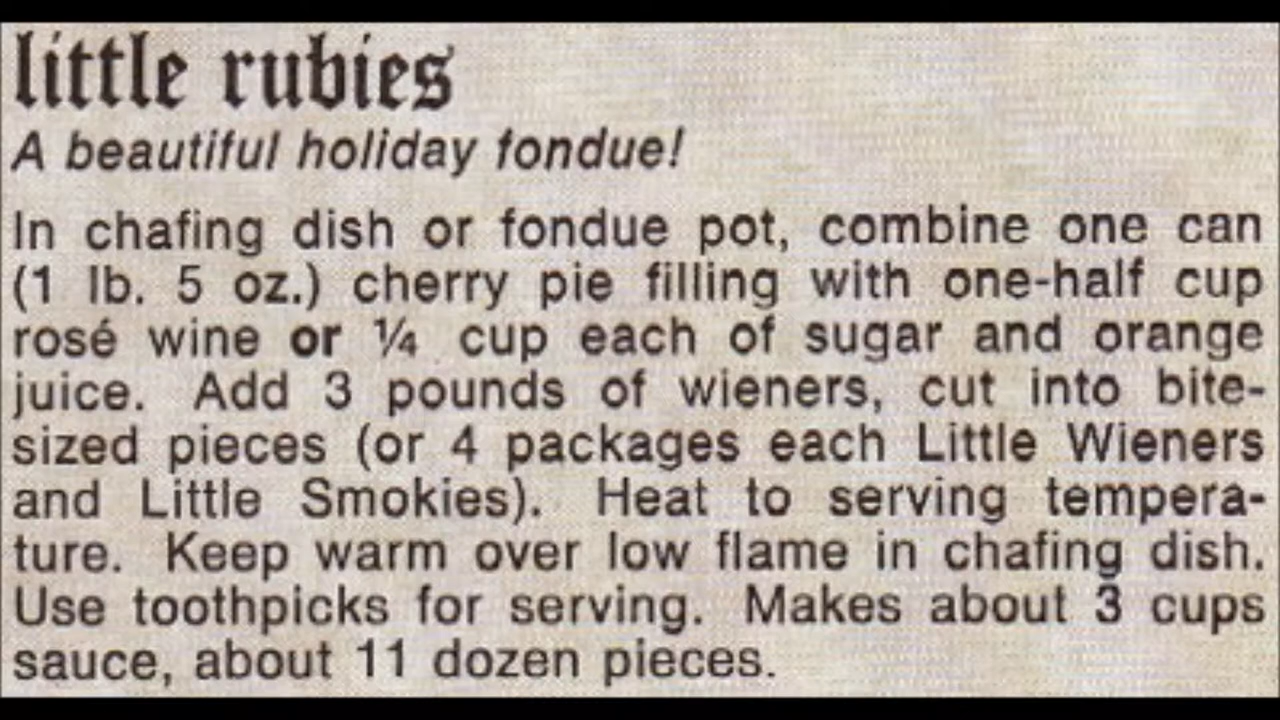 little rubies
A beautiful holiday fondue!
In chafing dish or fondue pot, combine one can
(1 lb. 5 oz.) cherry pie filling with one-half cup
rosé wine or ¼ cup each of sugar and orange
juice. Add 3 pounds of wieners, cut into bite-
sized pieces (or 4 packages each Little Wieners
and Little Smokies). Heat to serving tempera-
ture. Keep warm over low flame in chafing dish.
Use toothpicks for serving. Makes about 3 cups
sauce, about 11 dozen pieces.